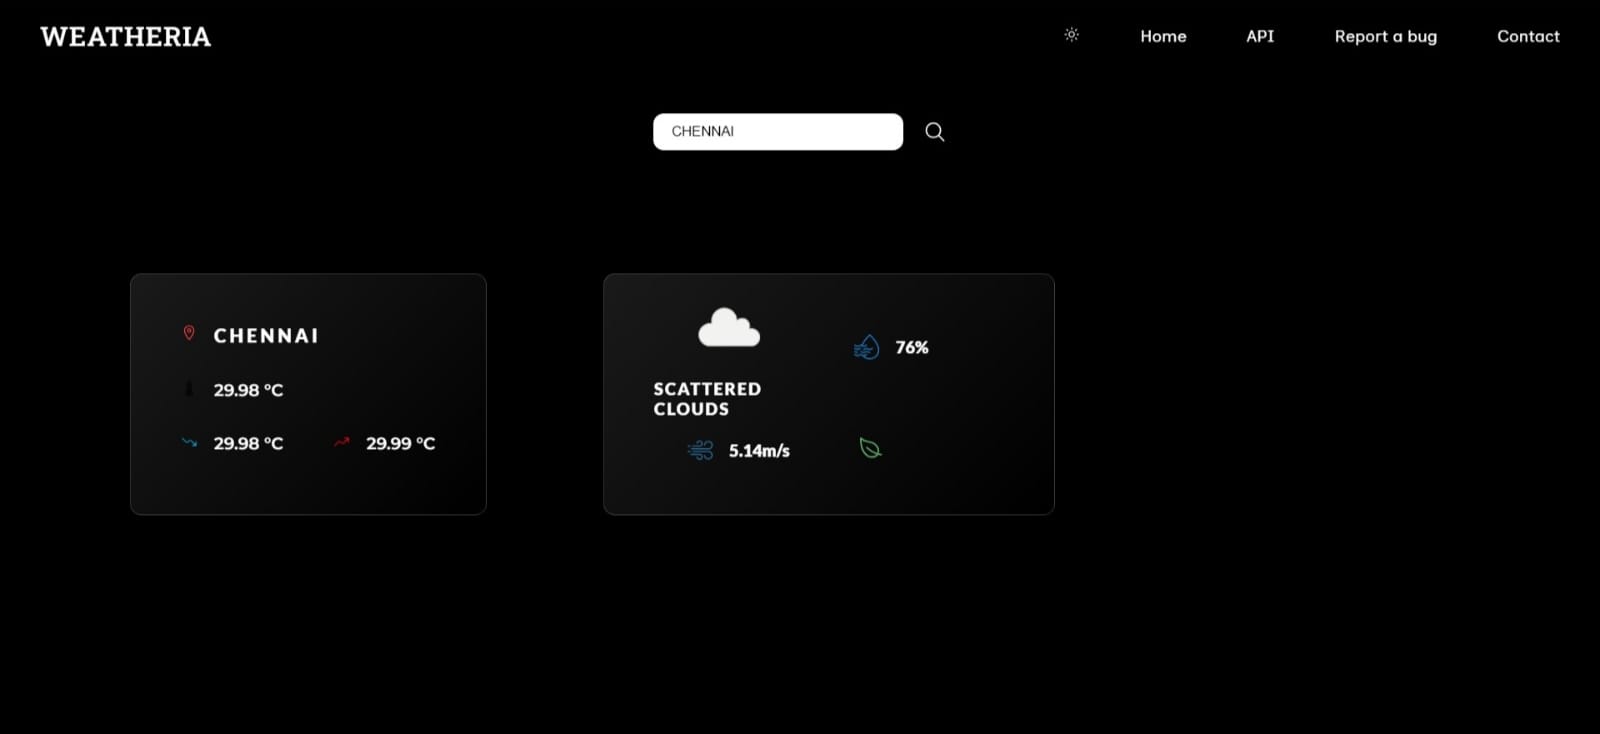 WEATHERIA
Home API Report a bug Contact
CHENNAI
CHENNAI
29.98 °C
29.98 °C 29.99 °C
76%
SCATTERED
CLOUDS
5.14m/s